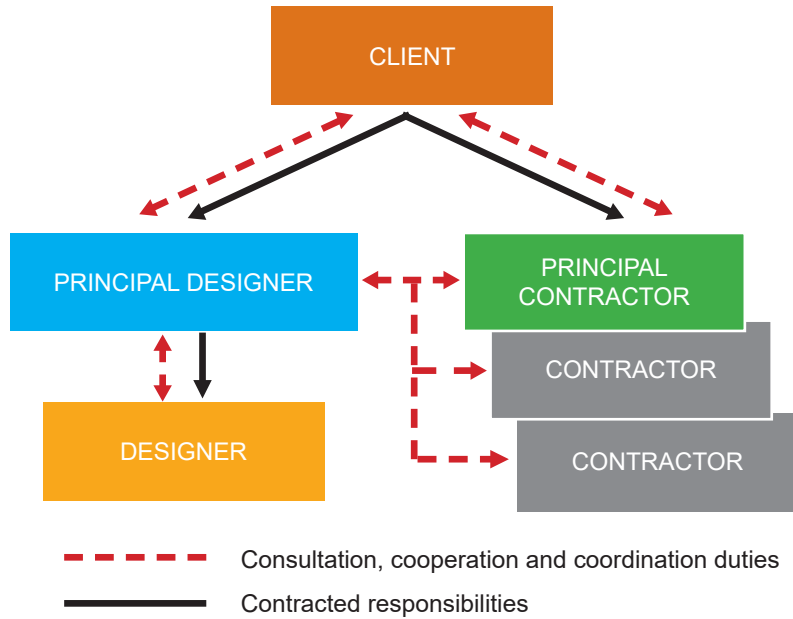 CLIENT
PRINCIPAL DESIGNER
PRINCIPAL
CONTRACTOR
CONTRACTOR
DESIGNER
CONTRACTOR
Consultation, cooperation and coordination duties
Contracted responsibilities